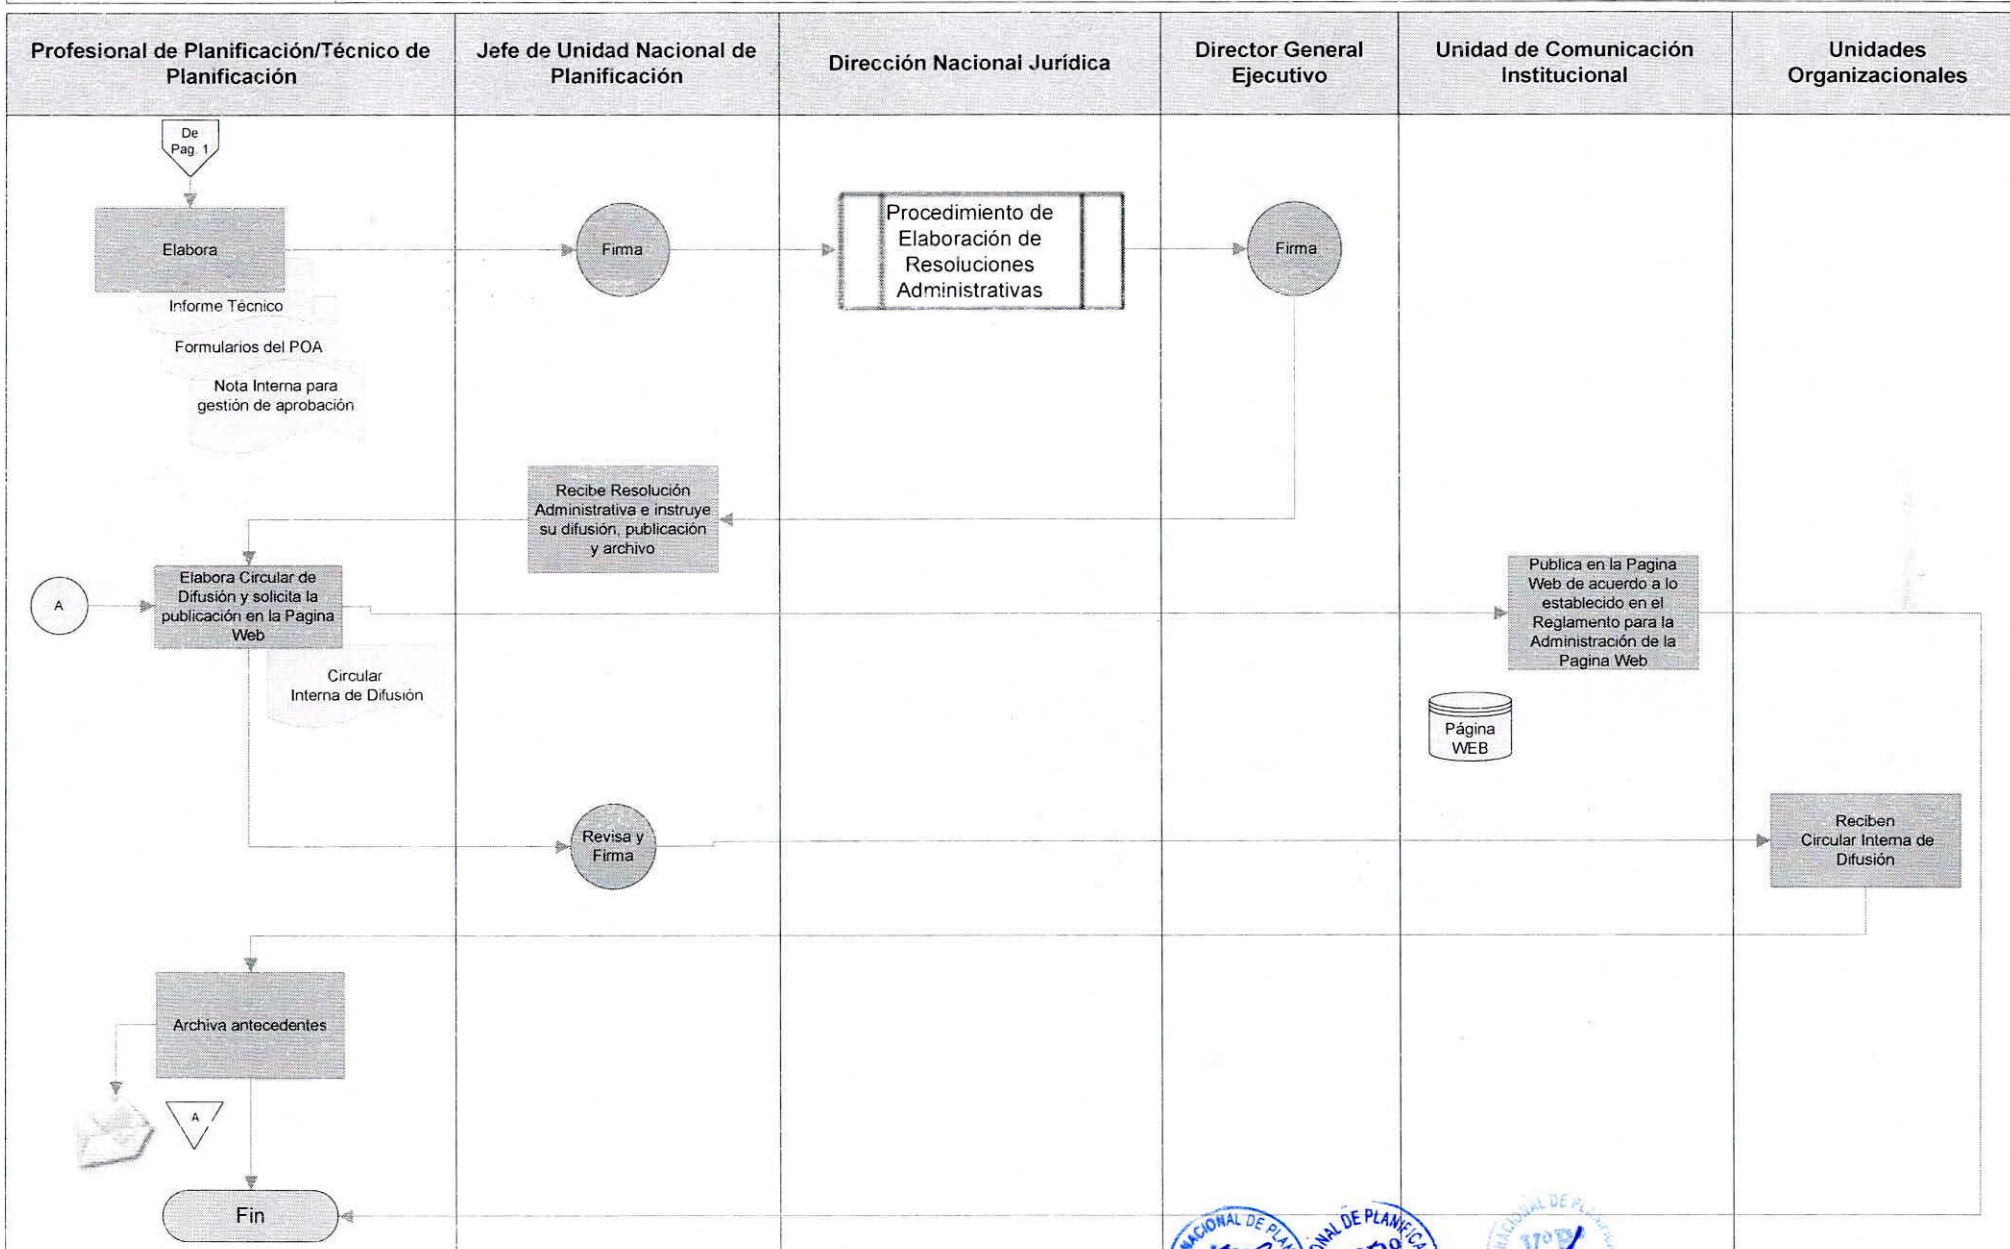 Profesional de Planificación/Técnico de
Planificación
Jefe de Unidad Nacional de
Planificación
Dirección Nacional Jurídica
Director General
Ejecutivo
Unidad de Comunicación
Institucional
Unidades
Organizacionales
De
Pag. 1
Elabora
Firma
Procedimiento de
Elaboración de
Resoluciones
Administrativas
Firma
Informe Técnico
Formularios del POA
Nota Interna para
gestión de aprobación
Recibe Resolución
Administrativa e instruye
su difusión, publicación
y archivo
A
Elabora Circular de
Difusión y solicita la
publicación en la Pagina
Web
Publica en la Pagina
Web de acuerdo a lo
establecido en el
Reglamento para la
Administración de la
Pagina Web
Circular
Interna de Difusión
Página
WEB
Revisa y
Firma
Reciben
Circular Interna de
Difusión
Archiva antecedentes
A
Fin
NACIONAL DE
DE PLANIFICA
DE